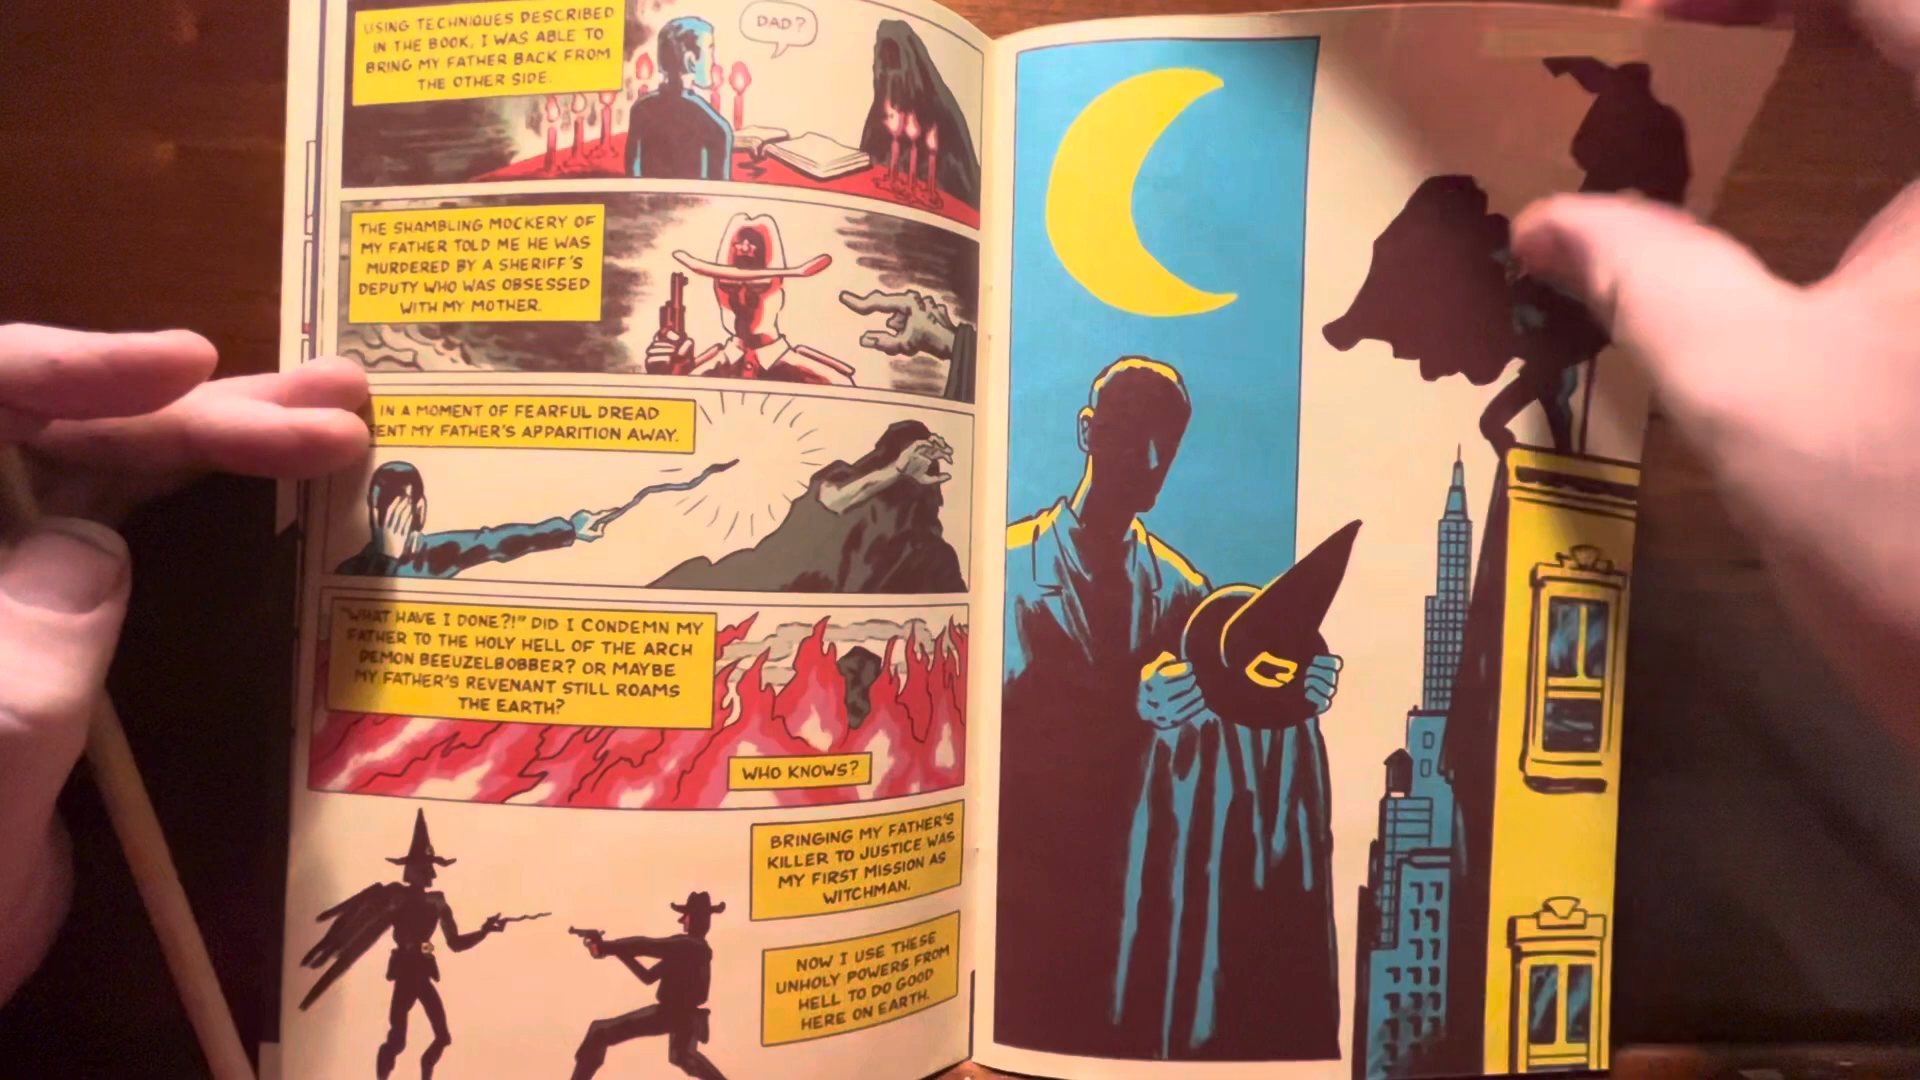 USING TECHNIQUES DESCRIBED
IN THE BOOK, I WAS ABLE TO
BRING MY FATHER BACK FROM
THE OTHER SIDE.
DAD?
THE SHAMBLING MOCKERY OF
MY FATHER TOLD ME HE WAS
MURDERED BY A SHERIFF'S
DEPUTY WHO WAS OBSESSED
WITH MY MOTHER.
IN A MOMENT OF FEARFUL DREAD
SENT MY FATHER'S APPARITION AWAY.
"WHAT HAVE I DONE?!" DID I CONDEMN MY
FATHER TO THE HOLY HELL OF THE ARCH
DEMON BEEUZELBOBBER? OR MAYBE
MY FATHER'S REVENANT STILL ROAMS
THE EARTH?
WHO KNOWS?
BRINGING MY FATHER'S
KILLER TO JUSTICE WAS
MY FIRST MISSION AS
WITCHMAN.
NOW I USE THESE
UNHOLY POWERS FROM
HELL TO DO GOOD
HERE ON EARTH.